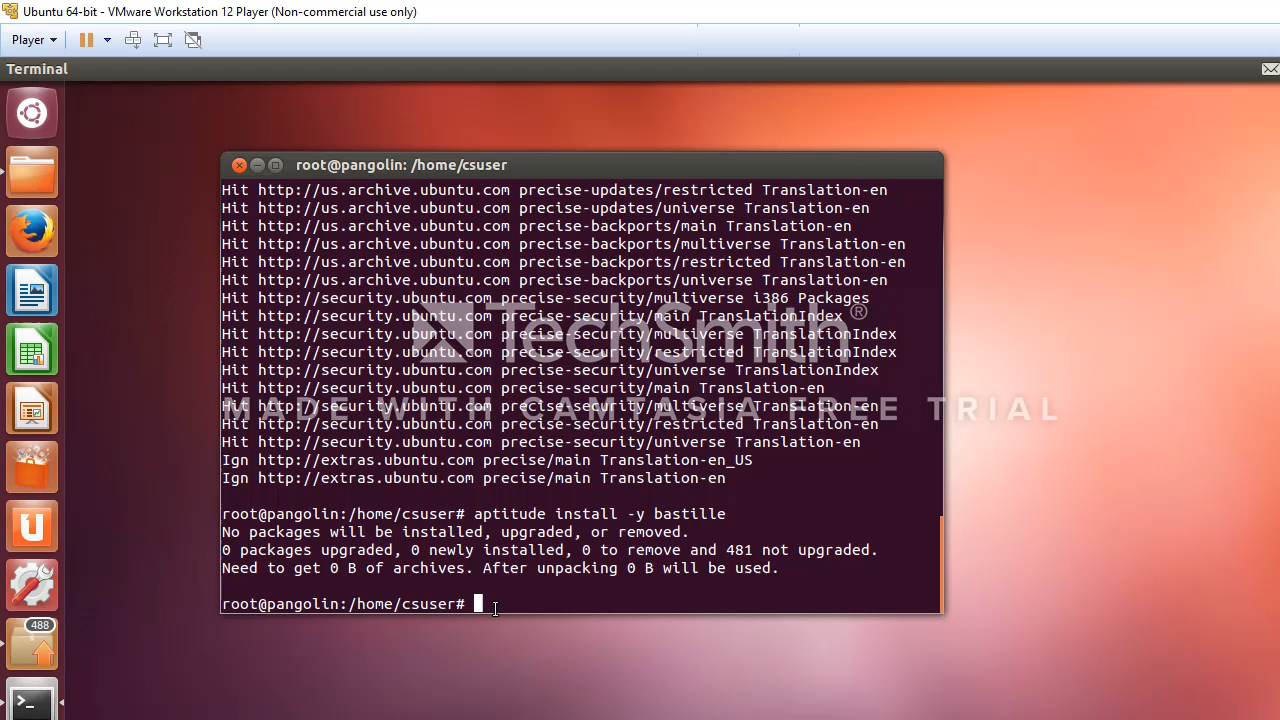 Ubuntu 64-bit - VMware Workstation 12 Player (Non-commercial use only)
Player
Terminal
root@pangolin: /home/csuser
Hit http://us.archive.ubuntu.com precise-updates/restricted Translation-en
Hit http://us.archive.ubuntu.com precise-updates/universe Translation-en
Hit http://us.archive.ubuntu.com precise-backports/main Translation-en
Hit http://us.archive.ubuntu.com precise-backports/multiverse Translation-en
Hit http://us.archive.ubuntu.com precise-backports/restricted Translation-en
Hit http://us.archive.ubuntu.com precise-backports/universe Translation-en
Hit http://security.ubuntu.com precise-security/multiverse i386 Packages
Hit http://security.ubuntu.com precise-security/main TranslationIndex
Hit http://security.ubuntu.com precise-security/multiverse TranslationIndex
Hit http://security.ubuntu.com precise-security/restricted TranslationIndex
Hit http://security.ubuntu.com precise-security/universe TranslationIndex
Hit http://security.ubuntu.com precise-security/main Translation-en
Hit http://security.ubuntu.com precise-security/multiverse Translation-en
Hit http://security.ubuntu.com precise-security/restricted Translation-en
Hit http://security.ubuntu.com precise-security/universe Translation-en
Ign http://extras.ubuntu.com precise/main Translation-en_US
Ign http://extras.ubuntu.com precise/main Translation-en
root@pangolin:/home/csuser# aptitude install -y bastille
No packages will be installed, upgraded, or removed.
0 packages upgraded, 0 newly installed, 0 to remove and 481 not upgraded.
Need to get 0 B of archives. After unpacking 0 B will be used.
root@pangolin:/home/csuser#
TechSmith®
MADE WITH CAMTASIA FREE TRIAL
488